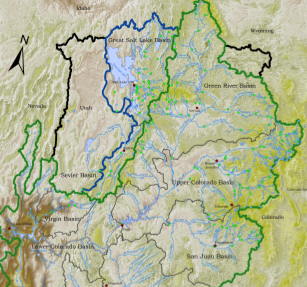 Idaho
Wyoming
Great Salt Lake Basin
N
Green River Basin
Nevada
Utah
Sevier Basin
Upper Colorado Basin
Colorado
Virgin Basin
Lower Colorado Basin
San Juan Basin